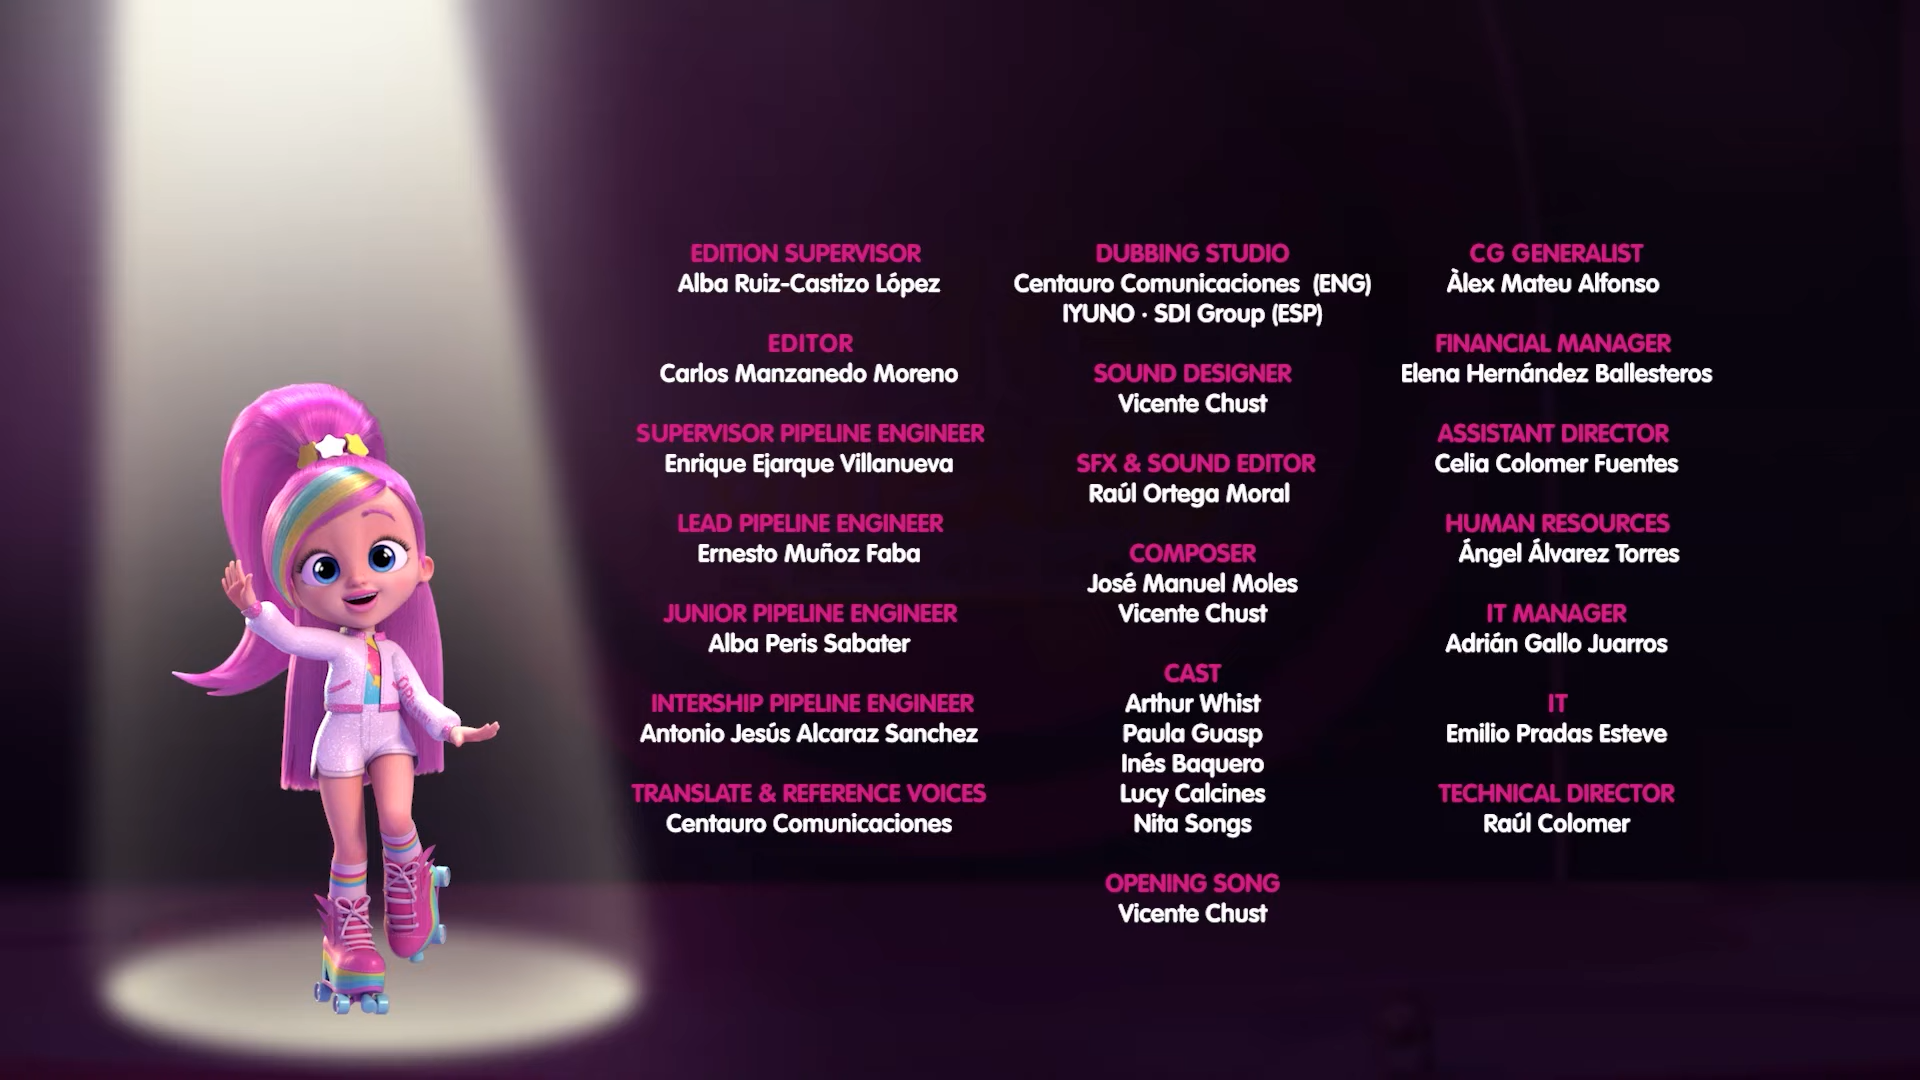 EDITION SUPERVISOR
Alba Ruiz-Castizo López
EDITOR
Carlos Manzanedo Moreno
SUPERVISOR PIPELINE ENGINEER
Enrique Ejarque Villanueva
LEAD PIPELINE ENGINEER
Ernesto Muñoz Faba
JUNIOR PIPELINE ENGINEER
Alba Peris Sabater
INTERSHIP PIPELINE ENGINEER
Antonio Jesús Alcaraz Sanchez
TRANSLATE & REFERENCE VOICES
Centauro Comunicaciones
DUBBING STUDIO
Centauro Comunicaciones (ENG)
IYUNO · SDI Group (ESP)
SOUND DESIGNER
Vicente Chust
SFX & SOUND EDITOR
Raúl Ortega Moral
COMPOSER
José Manuel Moles
Vicente Chust
CAST
Arthur Whist
Paula Guasp
Inés Baquero
Lucy Calcines
Nita Songs
OPENING SONG
Vicente Chust
CG GENERALIST
Àlex Mateu Alfonso
FINANCIAL MANAGER
Elena Hernández Ballesteros
ASSISTANT DIRECTOR
Celia Colomer Fuentes
HUMAN RESOURCES
Ángel Álvarez Torres
IT MANAGER
Adrián Gallo Juarros
IT
Emilio Pradas Esteve
TECHNICAL DIRECTOR
Raúl Colomer